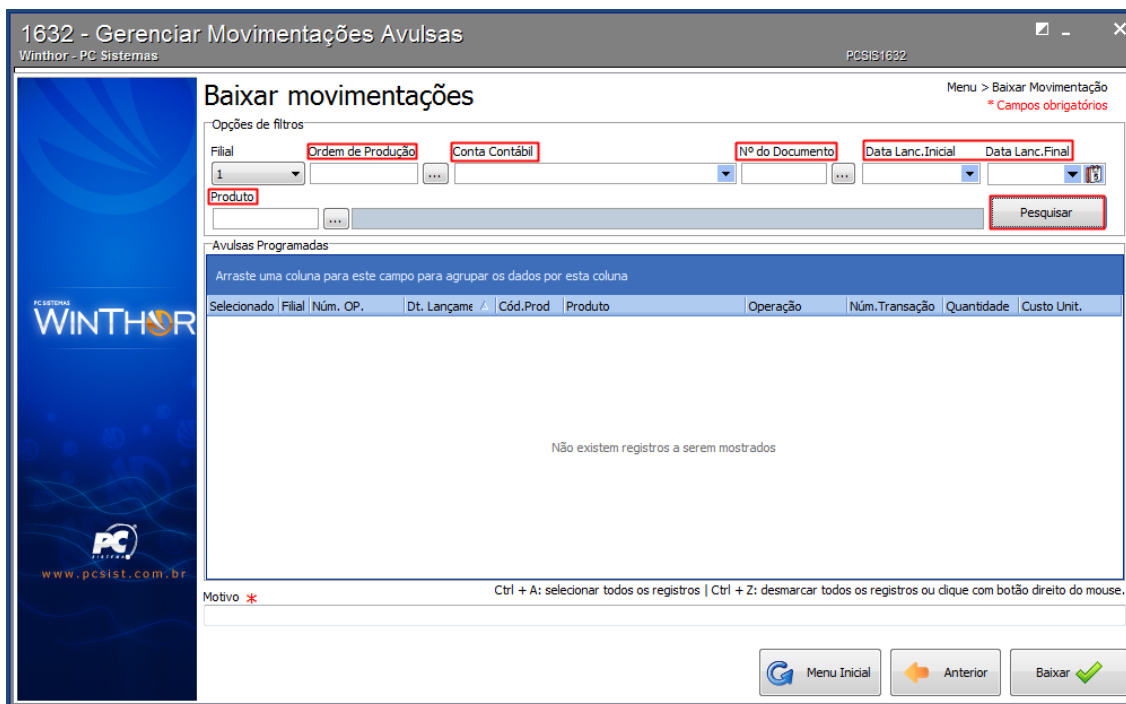 1632 - Gerenciar Movimentações Avulsas
Winthor - PC Sistemas
PCSIS1632
Baixar movimentações
Menu > Baixar Movimentação
* Campos obrigatórios
Opções de filtros
Filial Ordem de Produção Conta Contábil Nº do Documento Data Lanc.Inicial Data Lanc.Final
1 ... ...
Produto
... Pesquisar
Avulsas Programadas
Arraste uma coluna para este campo para agrupar os dados por esta coluna
Selecionado Filial Núm. OP. Dt. Lançame Cód.Prod Produto Operação Núm.Transação Quantidade Custo Unit.
PC SISTEMAS
WINTHOR
Não existem registros a serem mostrados
PC
SISTEMAS
www.pcsist.com.br
Ctrl + A: selecionar todos os registros | Ctrl + Z: desmarcar todos os registros ou clique com botão direito do mouse.
Motivo *
Menu Inicial Anterior Baixar